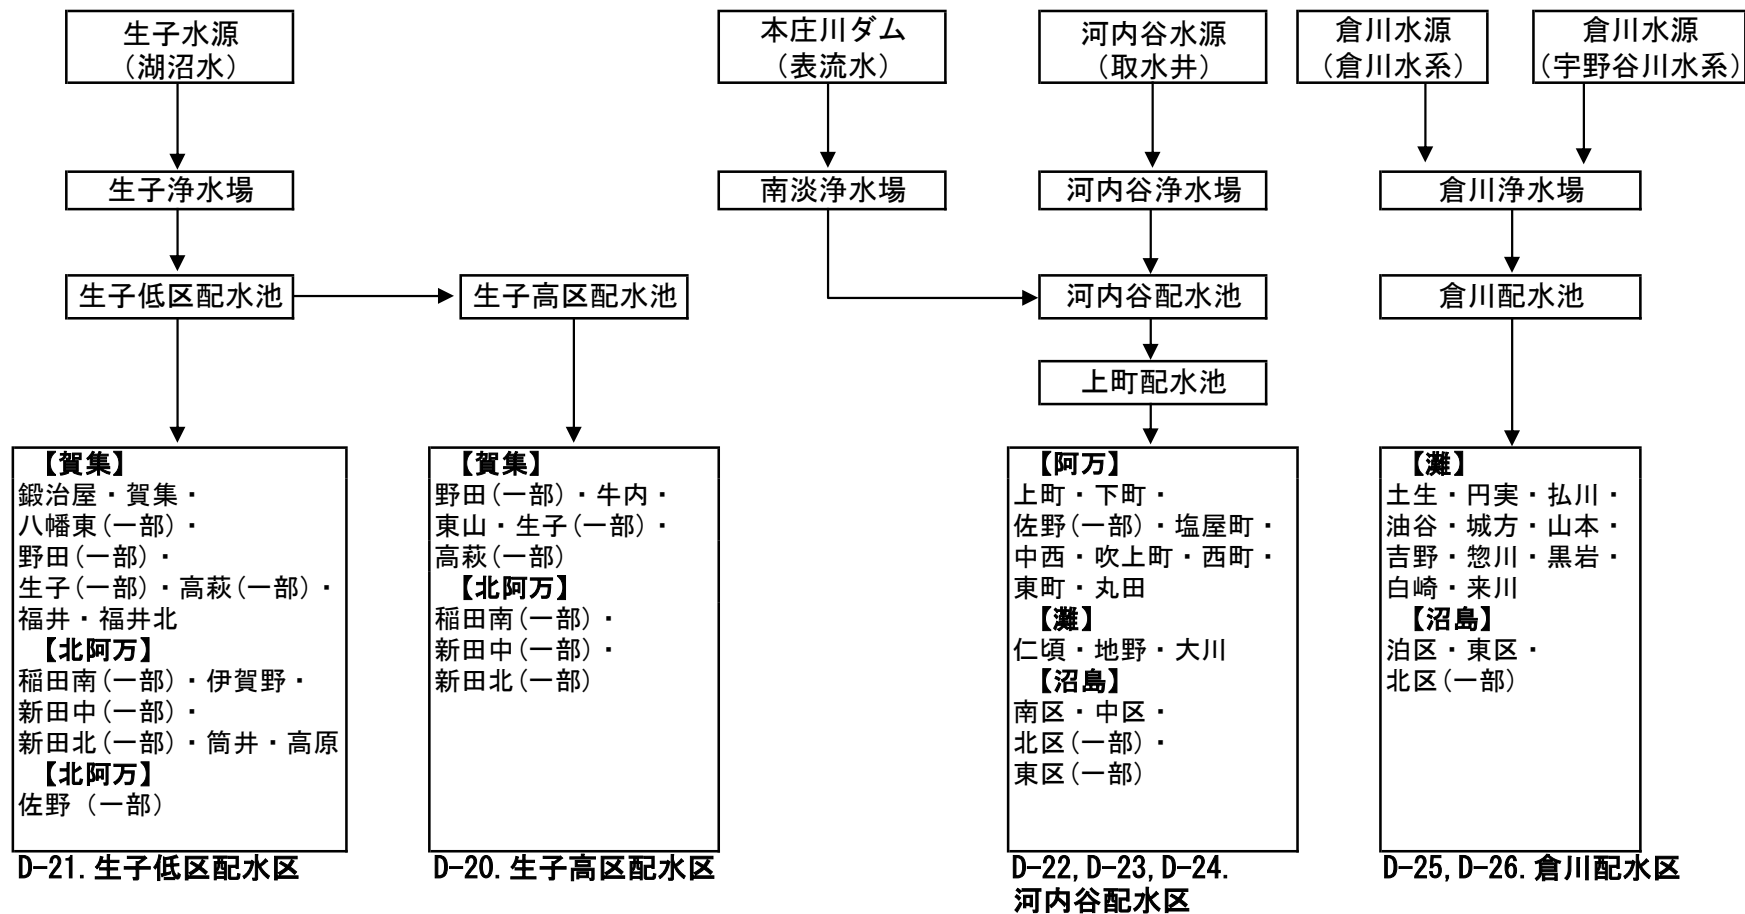 生子水源
(湖沼水)
本庄川ダム
(表流水)
河内谷水源
(取水井)
倉川水源
(倉川水系)
倉川水源
(宇野谷川水系)
生子浄水場
南淡浄水場
河内谷浄水場
倉川浄水場
生子低区配水池
生子高区配水池
河内谷配水池
倉川配水池
上町配水池
【賀集】
鍛治屋・賀集・
八幡東(一部)・
野田(一部)・
生子(一部)・高萩(一部)・
福井・福井北
【北阿万】
稲田南(一部)・伊賀野・
新田中(一部)・
新田北(一部)・筒井・高原
【北阿万】
佐野 (一部)
D-21.生子低区配水区
【賀集】
野田(一部)・牛内・
東山・生子(一部)・
高萩(一部)
【北阿万】
稲田南(一部)・
新田中(一部)・
新田北(一部)
D-20.生子高区配水区
【阿万】
上町・下町・
佐野(一部)・塩屋町・
中西・吹上町・西町・
東町・丸田
【灘】
仁頃・地野・大川
【沼島】
南区・中区・
北区(一部)・
東区(一部)
D-22,D-23,D-24.
河内谷配水区
【灘】
土生・円実・払川・
油谷・城方・山本・
吉野・惣川・黒岩・
白崎・来川
【沼島】
泊区・東区・
北区(一部)
D-25,D-26.倉川配水区